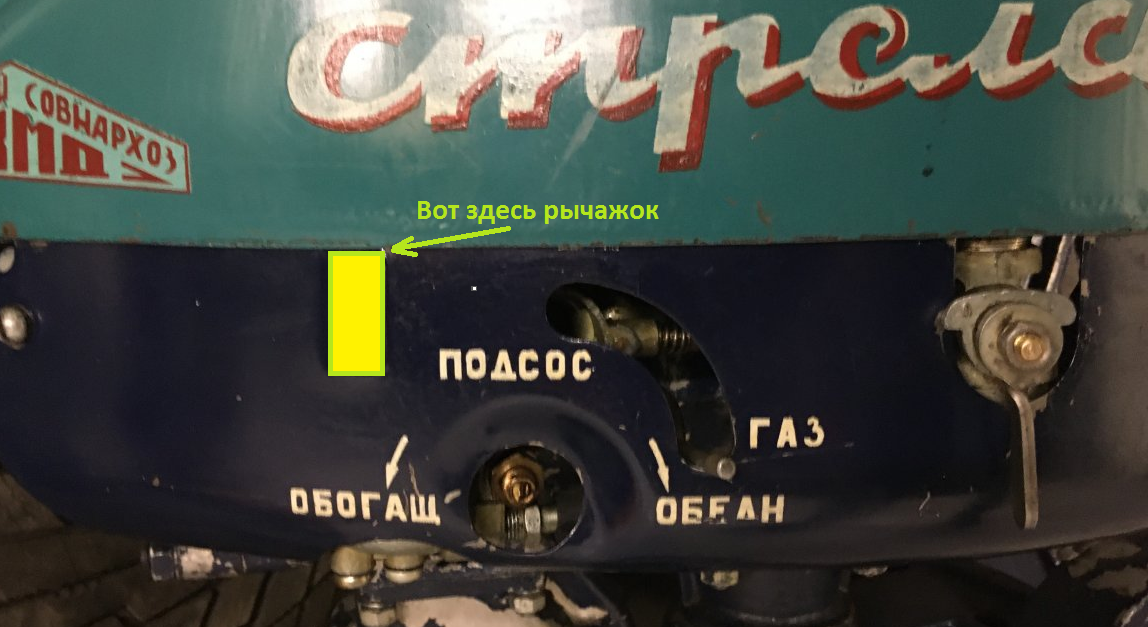 Стрела
СОВНАРХОЗ
Вот здесь рычажок
ПОДСОС
ГАЗ
ОБОГАЩ
ОБЕДН